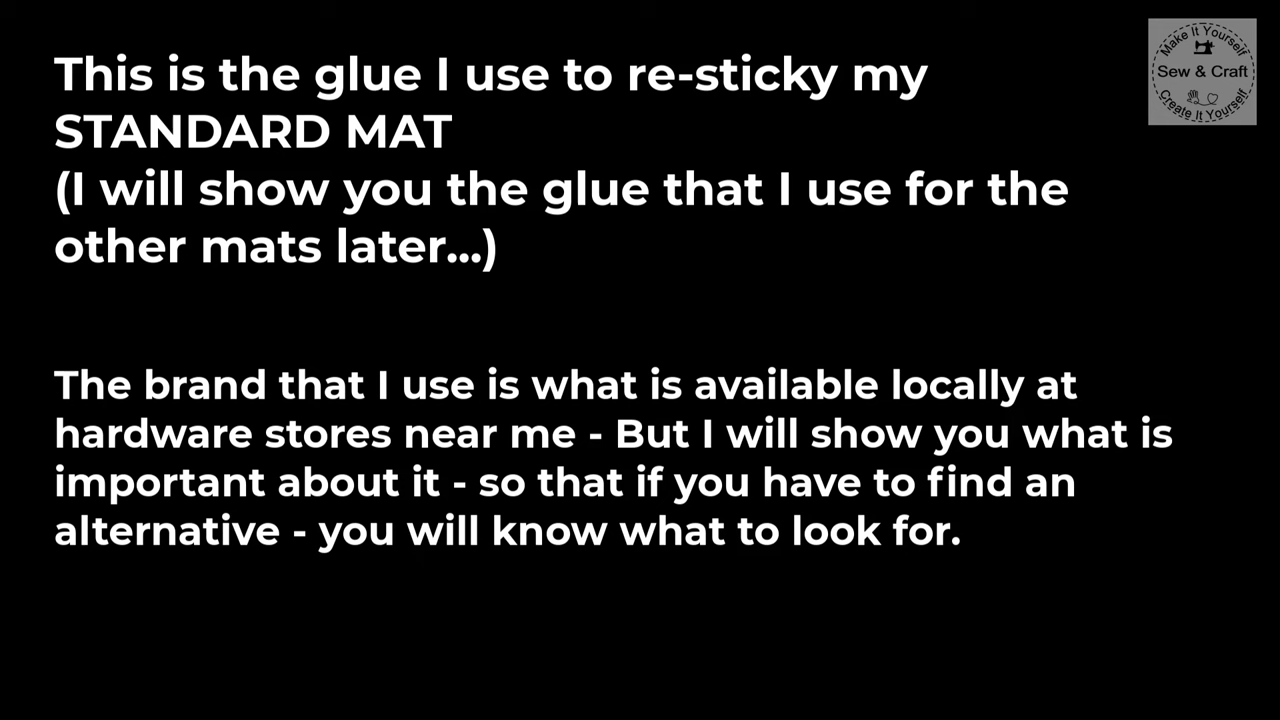 This is the glue I use to re-sticky my
STANDARD MAT
(I will show you the glue that I use for the
other mats later...)
The brand that I use is what is available locally at
hardware stores near me - But I will show you what is
important about it - so that if you have to find an
alternative - you will know what to look for.
Make It Yourself
Sew & Craft
Create It Yourself